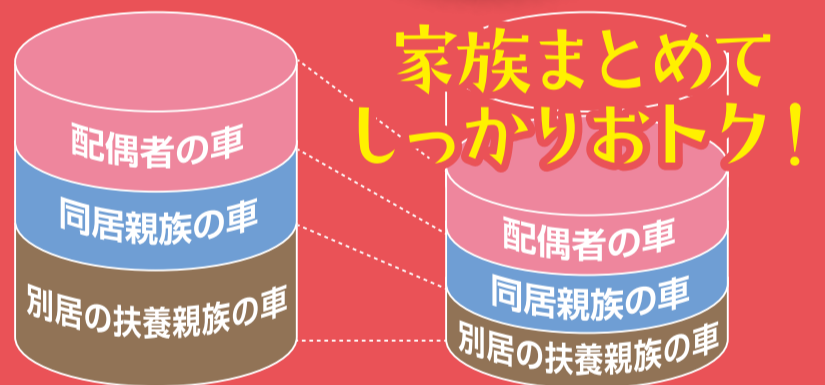 家族まとめて
しっかりおトク!
配偶者の車
同居親族の車
別居の扶養親族の車
配偶者の車
同居親族の車
別居の扶養親族の車